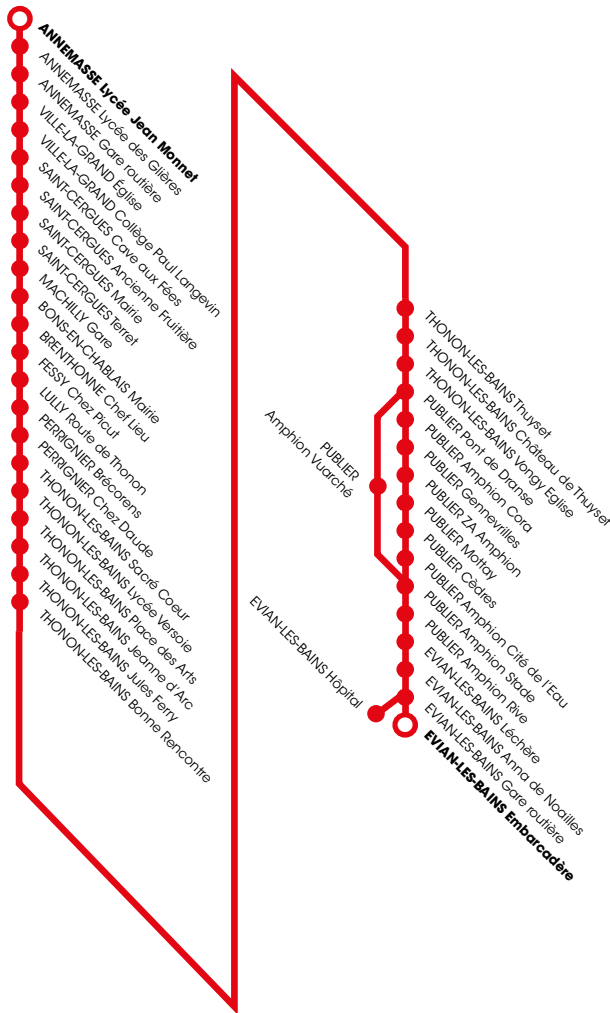 ANNEMASSE Lycée Jean Monnet
ANNEMASSE Lycée des Glières
ANNEMASSE Gare routière
VILLE-LA-GRAND Église
VILLE-LA-GRAND Collège Paul Langevin
SAINT-CERGUES Cave aux Fées
SAINT-CERGUES Ancienne Fruitière
SAINT-CERGUES Mairie
SAINT-CERGUES Terret
MACHILLY Gare
BONS-EN-CHABLAIS Mairie
BRENTHONNE Chef Lieu
FESSY Chez Picut
LULLY Route de Thonon
PERRIGNIER Brécorens
PERRIGNIER Chez Daude
THONON-LES-BAINS Sacré Coeur
THONON-LES-BAINS Lycée Versoie
THONON-LES-BAINS Place des Arts
THONON-LES-BAINS Jeanne d'Arc
THONON-LES-BAINS Jules Ferry
THONON-LES-BAINS Bonne Rencontre
THONON-LES-BAINS Thuyset
THONON-LES-BAINS Château de Thuyset
THONON-LES-BAINS Vongy Eglise
PUBLIER Pont de Dranse
PUBLIER
Amphion Vuarché
PUBLIER Amphion Cora
PUBLIER Gennevrilles
PUBLIER ZA Amphion
PUBLIER Mottay
PUBLIER Cèdres
PUBLIER Amphion Cité de l'Eau
PUBLIER Amphion Stade
PUBLIER Amphion Rive
EVIAN-LES-BAINS Léchère
EVIAN-LES-BAINS Anna de Noailles
EVIAN-LES-BAINS Gare routière
EVIAN-LES-BAINS Hôpital
EVIAN-LES-BAINS Embarcadère